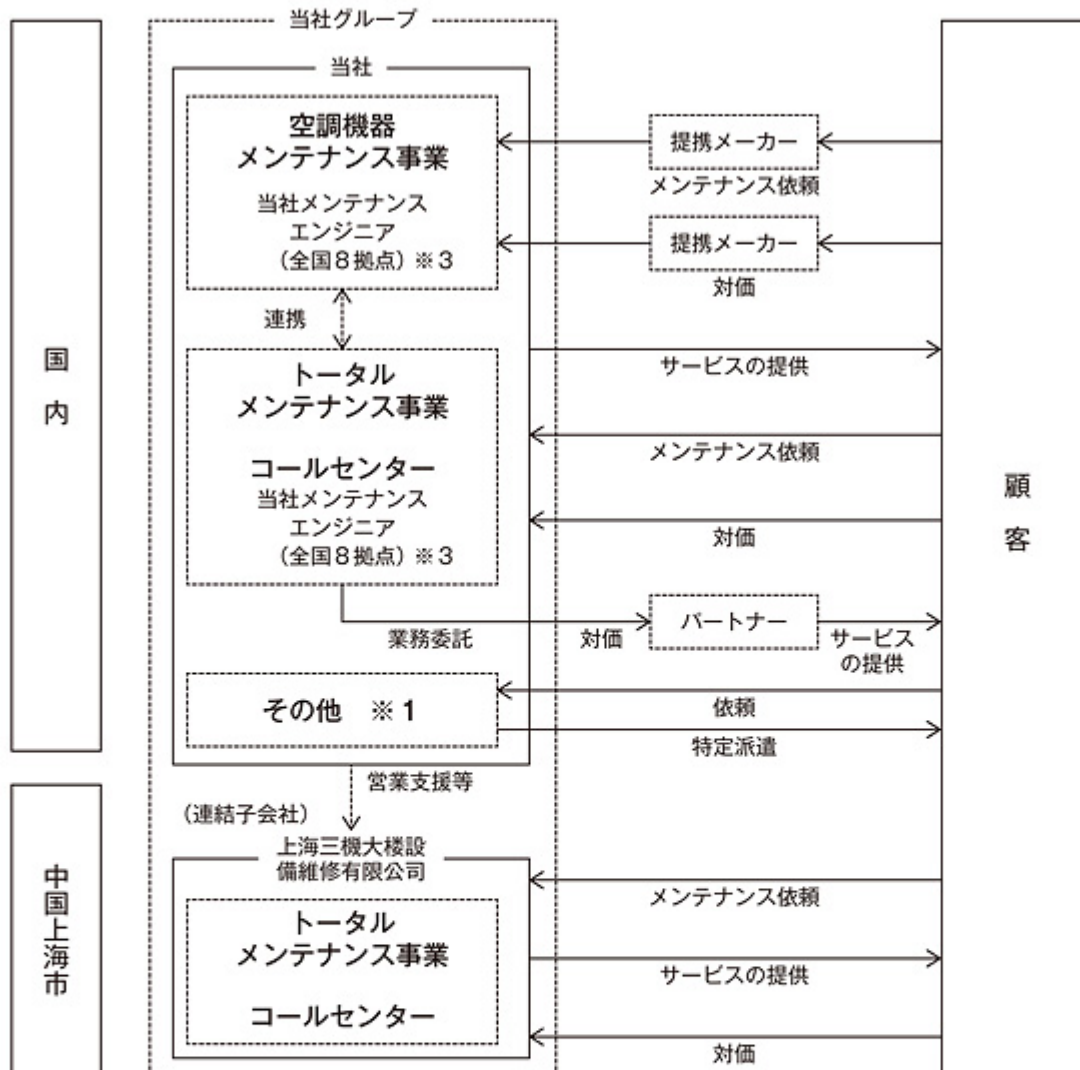 当社グループ
当社
空調機器
メンテナンス事業
当社メンテナンス
エンジニア
(全国8拠点)※3
提携メーカー
メンテナンス依頼
提携メーカー
対価
連携
国内
トータル
メンテナンス事業
コールセンター
当社メンテナンス
エンジニア
(全国8拠点)※3
サービスの提供
メンテナンス依頼
対価
顧客
業務委託
対価
パートナー
サービス
の提供
その他 ※1
依頼
特定派遣
営業支援等
(連結子会社)
上海三機大楼設
備維修有限公司
中国上海市
トータル
メンテナンス事業
コールセンター
メンテナンス依頼
サービスの提供
対価